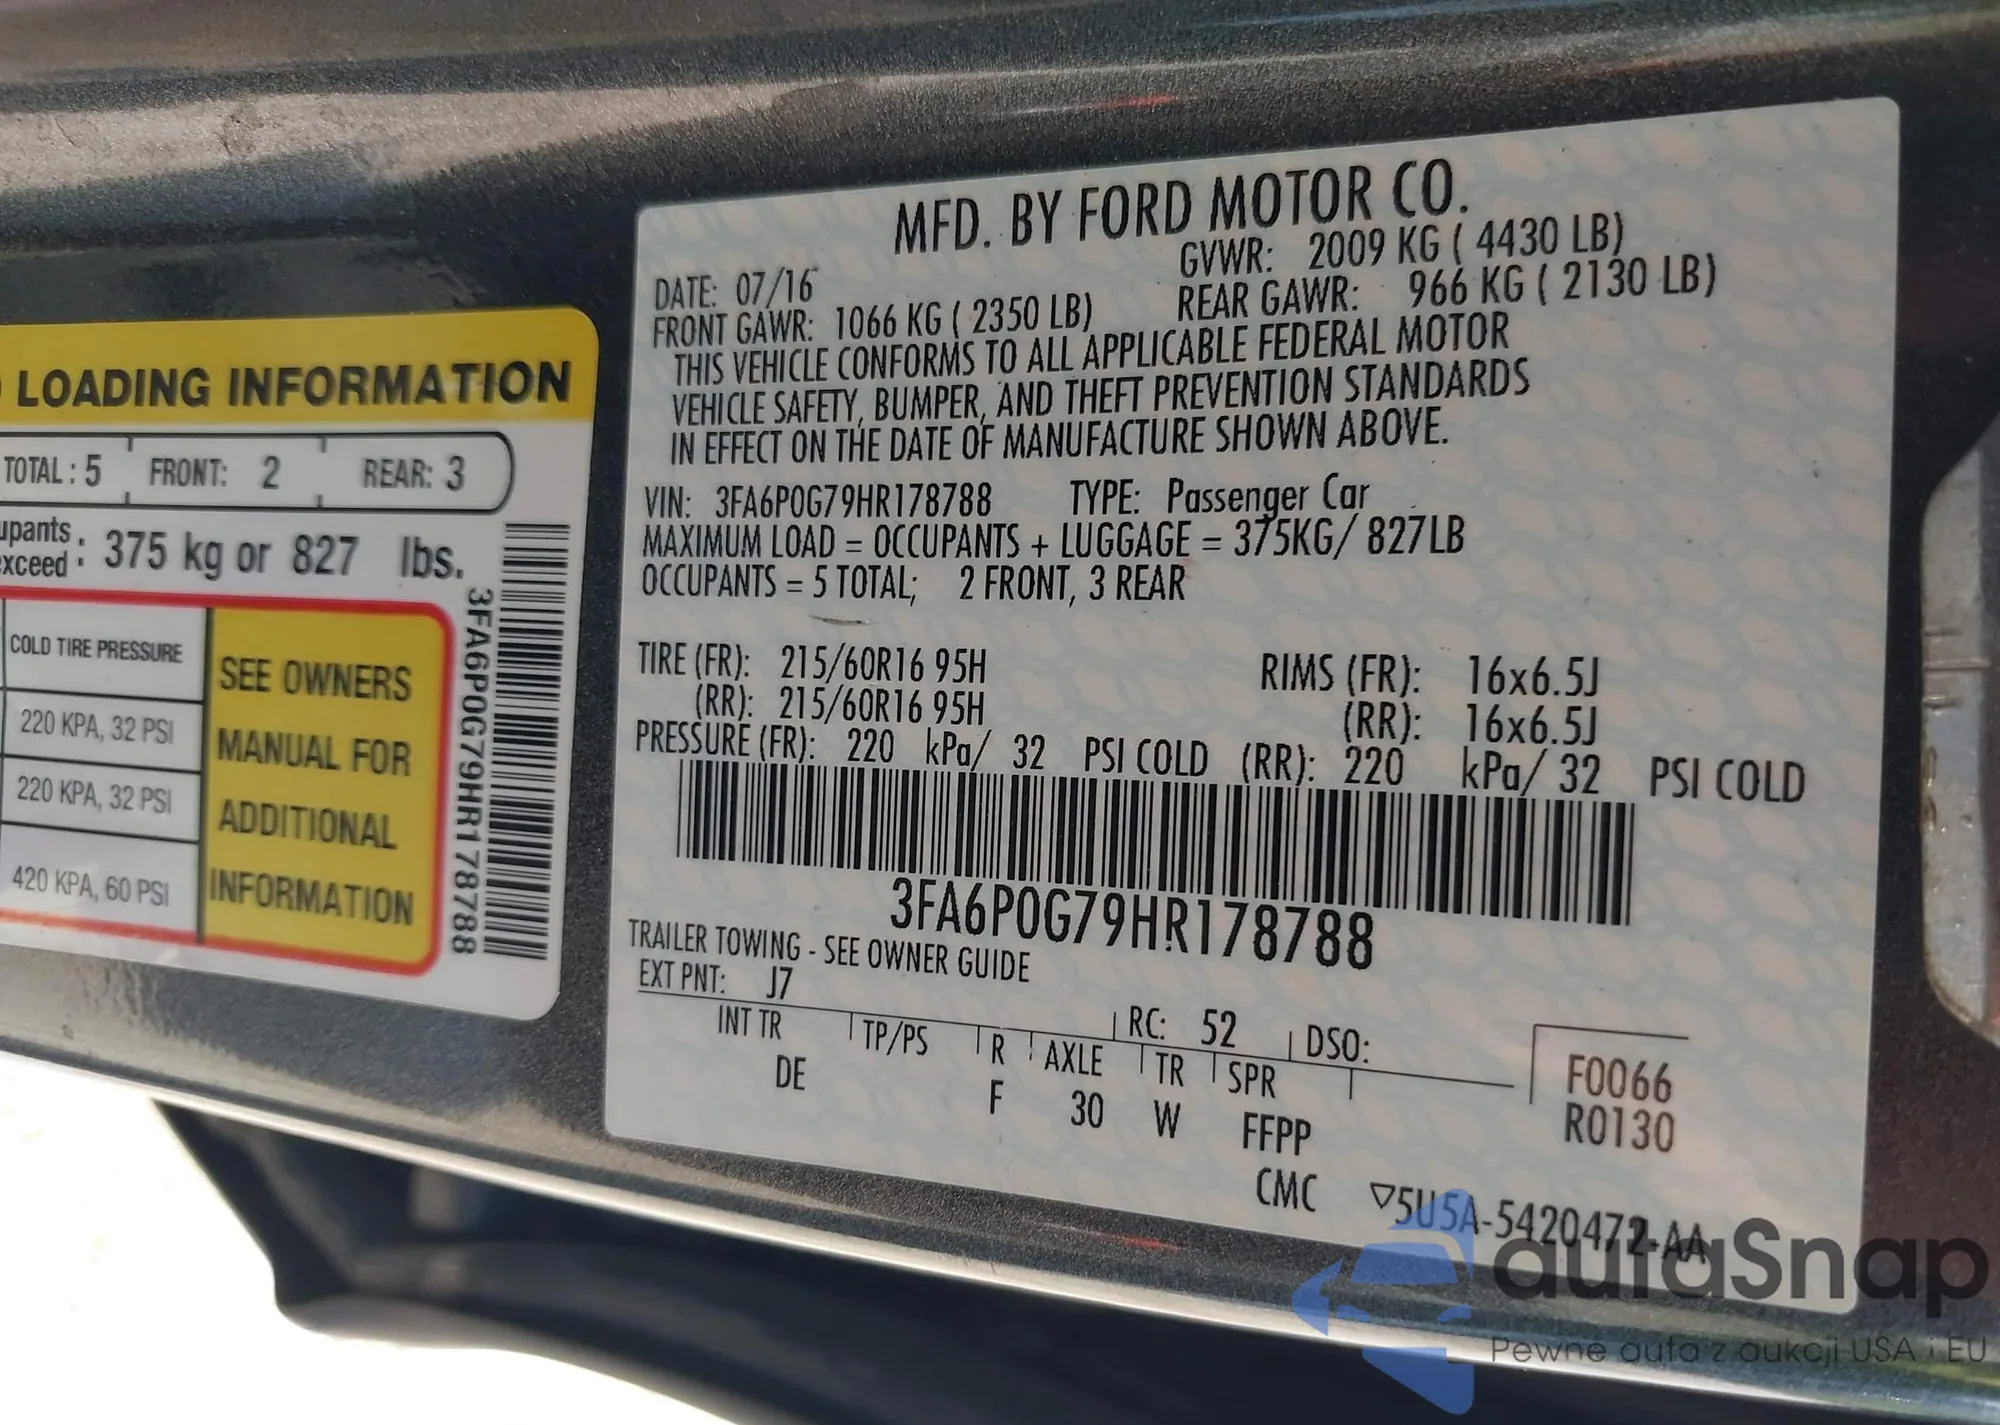 LOADING INFORMATION
TOTAL : 5 FRONT: 2 REAR: 3
375 kg or 827 lbs.
COLD TIRE PRESSURE
220 KPA, 32 PSI
220 KPA, 32 PSI
420 KPA, 60 PSI
SEE OWNERS
MANUAL FOR
ADDITIONAL
INFORMATION
3FA6P0G79HR178788
MFD. BY FORD MOTOR CO.
DATE: 07/16 GVWR: 2009 KG ( 4430 LB)
FRONT GAWR: 1066 KG ( 2350 LB) REAR GAWR: 966 KG ( 2130 LB)
THIS VEHICLE CONFORMS TO ALL APPLICABLE FEDERAL MOTOR
VEHICLE SAFETY, BUMPER, AND THEFT PREVENTION STANDARDS
IN EFFECT ON THE DATE OF MANUFACTURE SHOWN ABOVE.
VIN: 3FA6P0G79HR178788 TYPE: Passenger Car
MAXIMUM LOAD = OCCUPANTS + LUGGAGE = 375KG/ 827LB
OCCUPANTS = 5 TOTAL; 2 FRONT, 3 REAR
TIRE (FR): 215/60R16 95H RIMS (FR): 16x6.5J
(RR): 215/60R16 95H (RR): 16x6.5J
PRESSURE (FR): 220 kPa/ 32 PSI COLD (RR): 220 kPa/ 32 PSI COLD
3FA6P0G79HR178788
TRAILER TOWING - SEE OWNER GUIDE
EXT PNT: J7 RC: 52 DSO:
INT TR TP/PS R AXLE TR SPR
DE F 30 W FFPP
F0066
R0130
CMC ▽5U5A-5420472-AA
autaSnap
Pewne auta z aukcji USA i EU